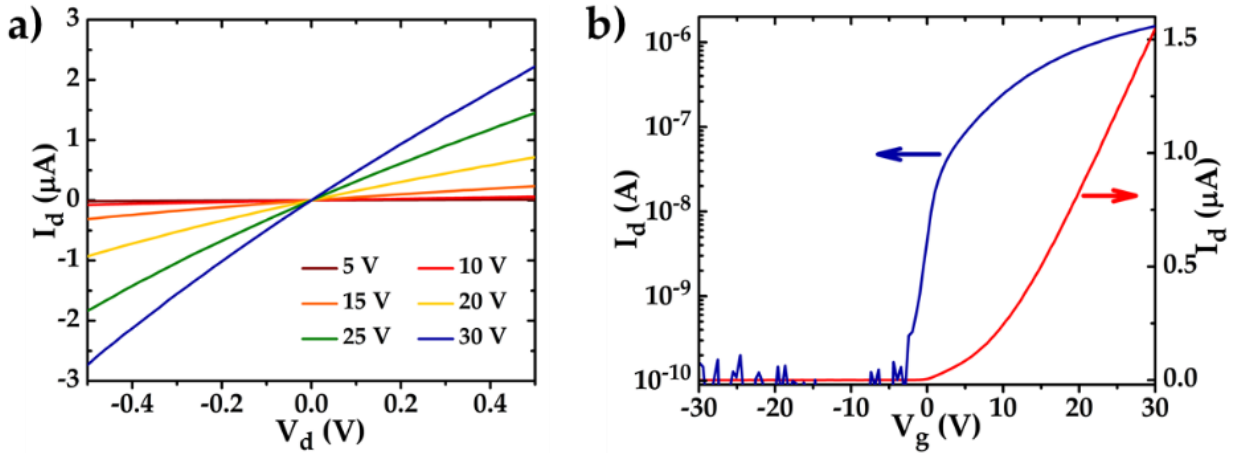 a)
3
2
1
0
-1
-2
-3
I_d (μA)
-0.4 -0.2 0.0 0.2 0.4
V_d (V)
5 V 10 V
15 V 20 V
25 V 30 V
b)
10^-6
10^-7
10^-8
10^-9
10^-10
I_d (A)
-30 -20 -10 0 10 20 30
V_g (V)
1.5
1.0
0.5
0.0
I_d (μA)